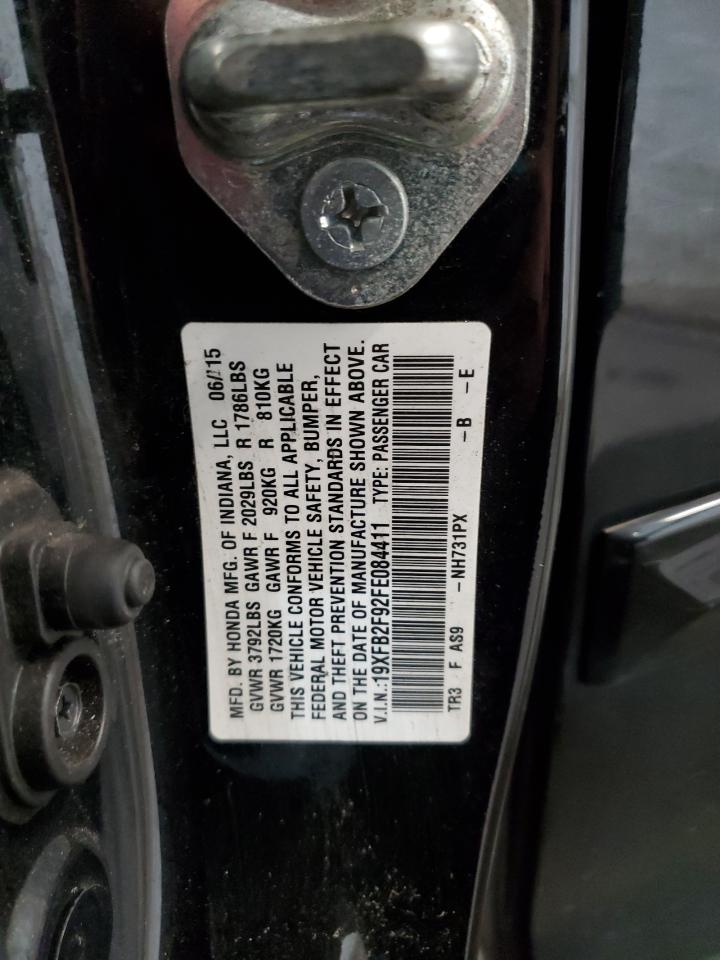 MFD. BY HONDA MFG. OF INDIANA, LLC 06/15
GVWR 3792LBS GAWR F 2029LBS R 1786LBS
GVWR 1720KG GAWR F 920KG R 810KG
THIS VEHICLE CONFORMS TO ALL APPLICABLE
FEDERAL MOTOR VEHICLE SAFETY, BUMPER,
AND THEFT PREVENTION STANDARDS IN EFFECT
ON THE DATE OF MANUFACTURE SHOWN ABOVE.
V.I.N.:19XFB2F92FE084411 TYPE: PASSENGER CAR
TR3 F AS9 -NH731PX -B -E